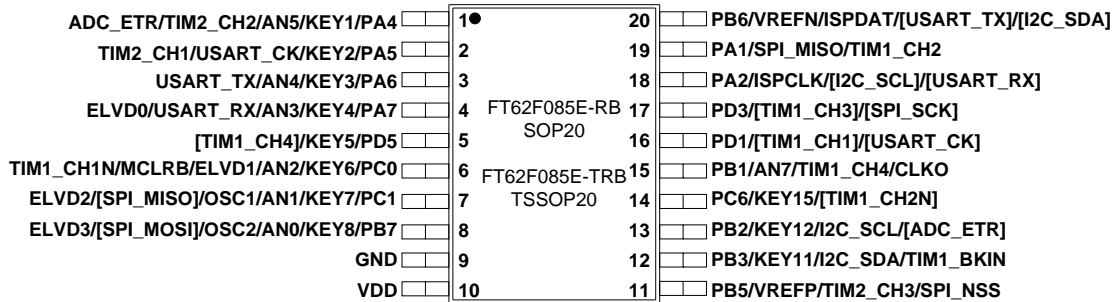 ADC_ETR/TIM2_CH2/AN5/KEY1/PA4 1 20 PB6/VREFN/ISPDAT/[USART_TX]/[I2C_SDA]
TIM2_CH1/USART_CK/KEY2/PA5 2 19 PA1/SPI_MISO/TIM1_CH2
USART_TX/AN4/KEY3/PA6 3 18 PA2/ISPCLK/[I2C_SCL]/[USART_RX]
ELVD0/USART_RX/AN3/KEY4/PA7 4 FT62F085E-RB 17 PD3/[TIM1_CH3]/[SPI_SCK]
SOP20
[TIM1_CH4]/KEY5/PD5 5 16 PD1/[TIM1_CH1]/[USART_CK]
TIM1_CH1N/MCLRB/ELVD1/AN2/KEY6/PC0 6 FT62F085E-TRB 15 PB1/AN7/TIM1_CH4/CLKO
ELVD2/[SPI_MISO]/OSC1/AN1/KEY7/PC1 7 TSSOP20 14 PC6/KEY15/[TIM1_CH2N]
ELVD3/[SPI_MOSI]/OSC2/AN0/KEY8/PB7 8 13 PB2/KEY12/I2C_SCL/[ADC_ETR]
GND 9 12 PB3/KEY11/I2C_SDA/TIM1_BKIN
VDD 10 11 PB5/VREFP/TIM2_CH3/SPI_NSS